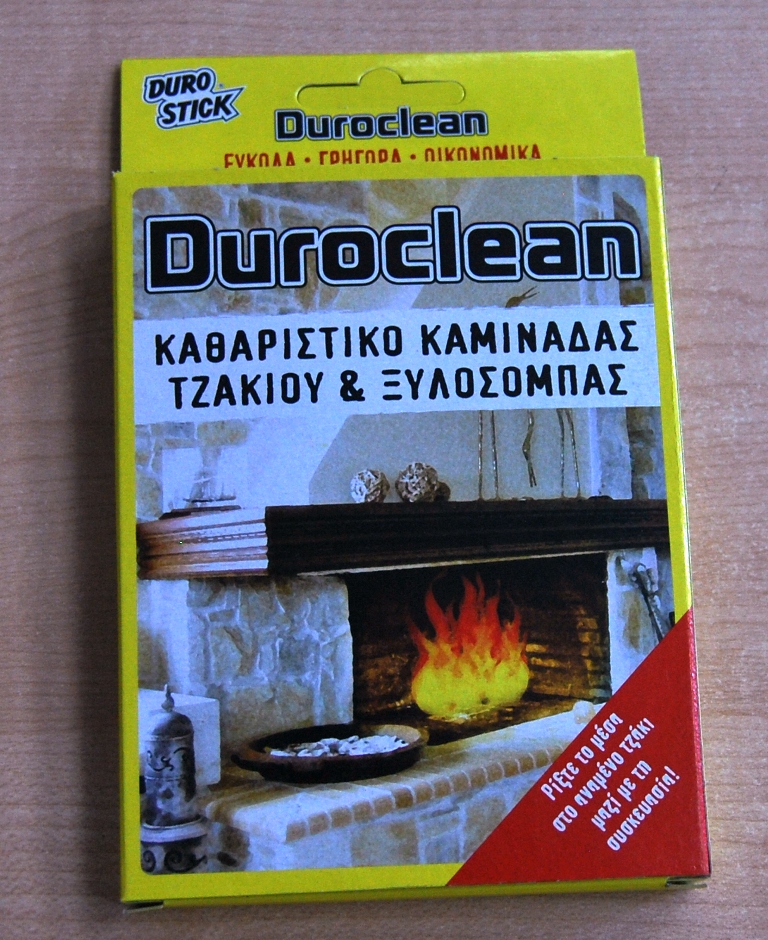 DURO
STICK
Duroclean
ΕΥΚΟΛΑ • ΓΡΗΓΟΡΑ • ΟΙΚΟΝΟΜΙΚΑ
Duroclean
ΚΑΘΑΡΙΣΤΙΚΟ ΚΑΜΙΝΑΔΑΣ
ΤΖΑΚΙΟΥ & ΞΥΛΟΣΟΜΠΑΣ
Ρίξτε το μέσα
στο αναμένο τζάκι
μαζί με τη
συσκευασία!